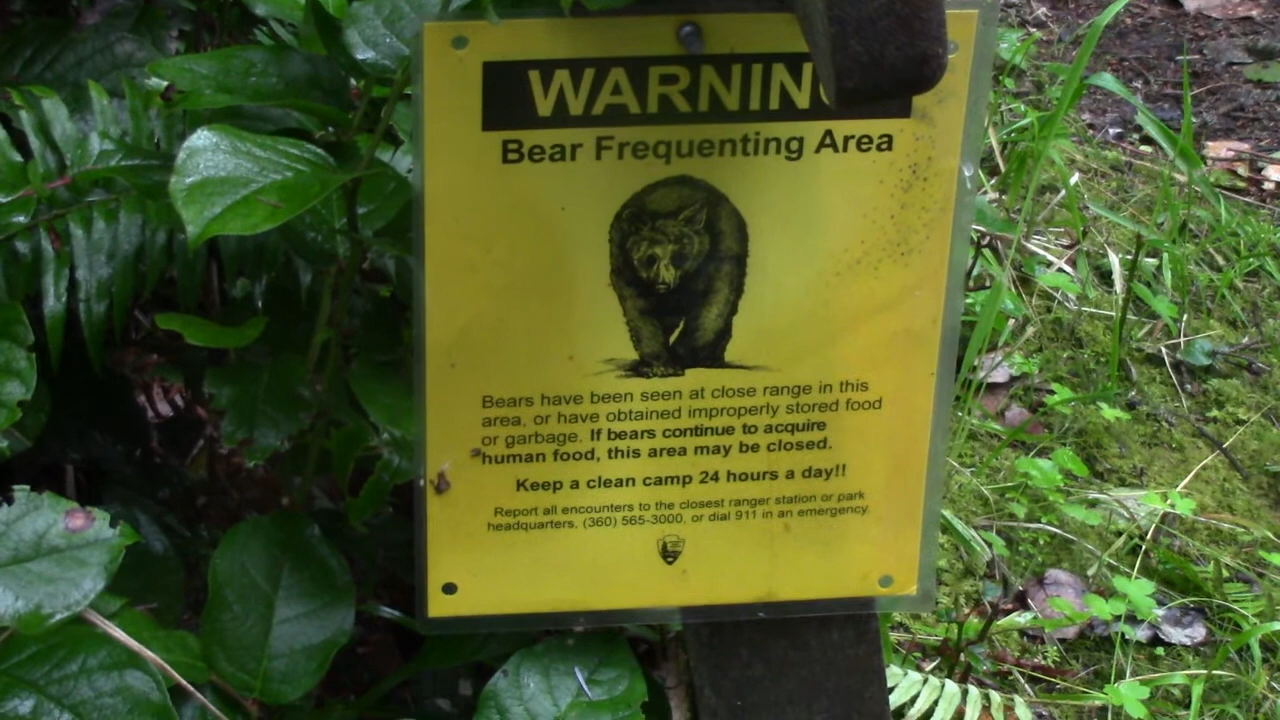 WARNIN
Bear Frequenting Area
Bears have been seen at close range in this
area, or have obtained improperly stored food
or garbage. If bears continue to acquire
human food, this area may be closed.
Keep a clean camp 24 hours a day!!
Report all encounters to the closest ranger station or park
headquarters, (360) 565-3000, or dial 911 in an emergency.